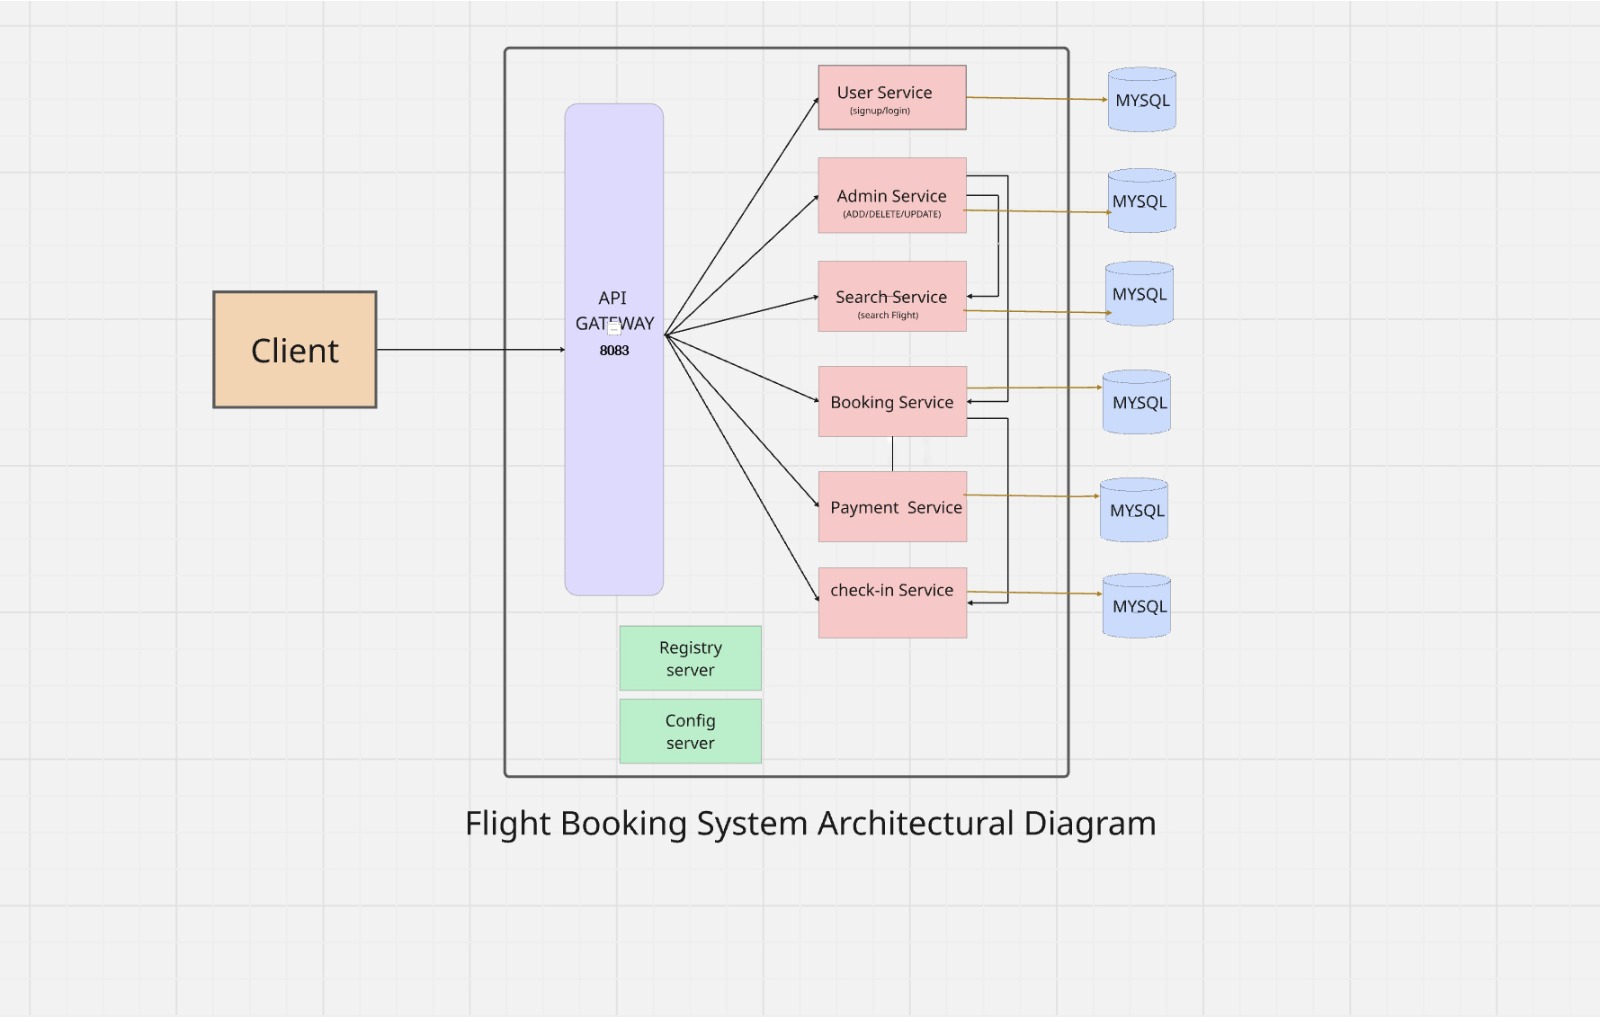 Client
API
GATEWAY
8083
User Service
(signup/login)
Admin Service
(ADD/DELETE/UPDATE)
Search Service
(search Flight)
Booking Service
Payment  Service
check-in Service
MYSQL
MYSQL
MYSQL
MYSQL
MYSQL
MYSQL
Registry
server
Config
server
Flight Booking System Architectural Diagram